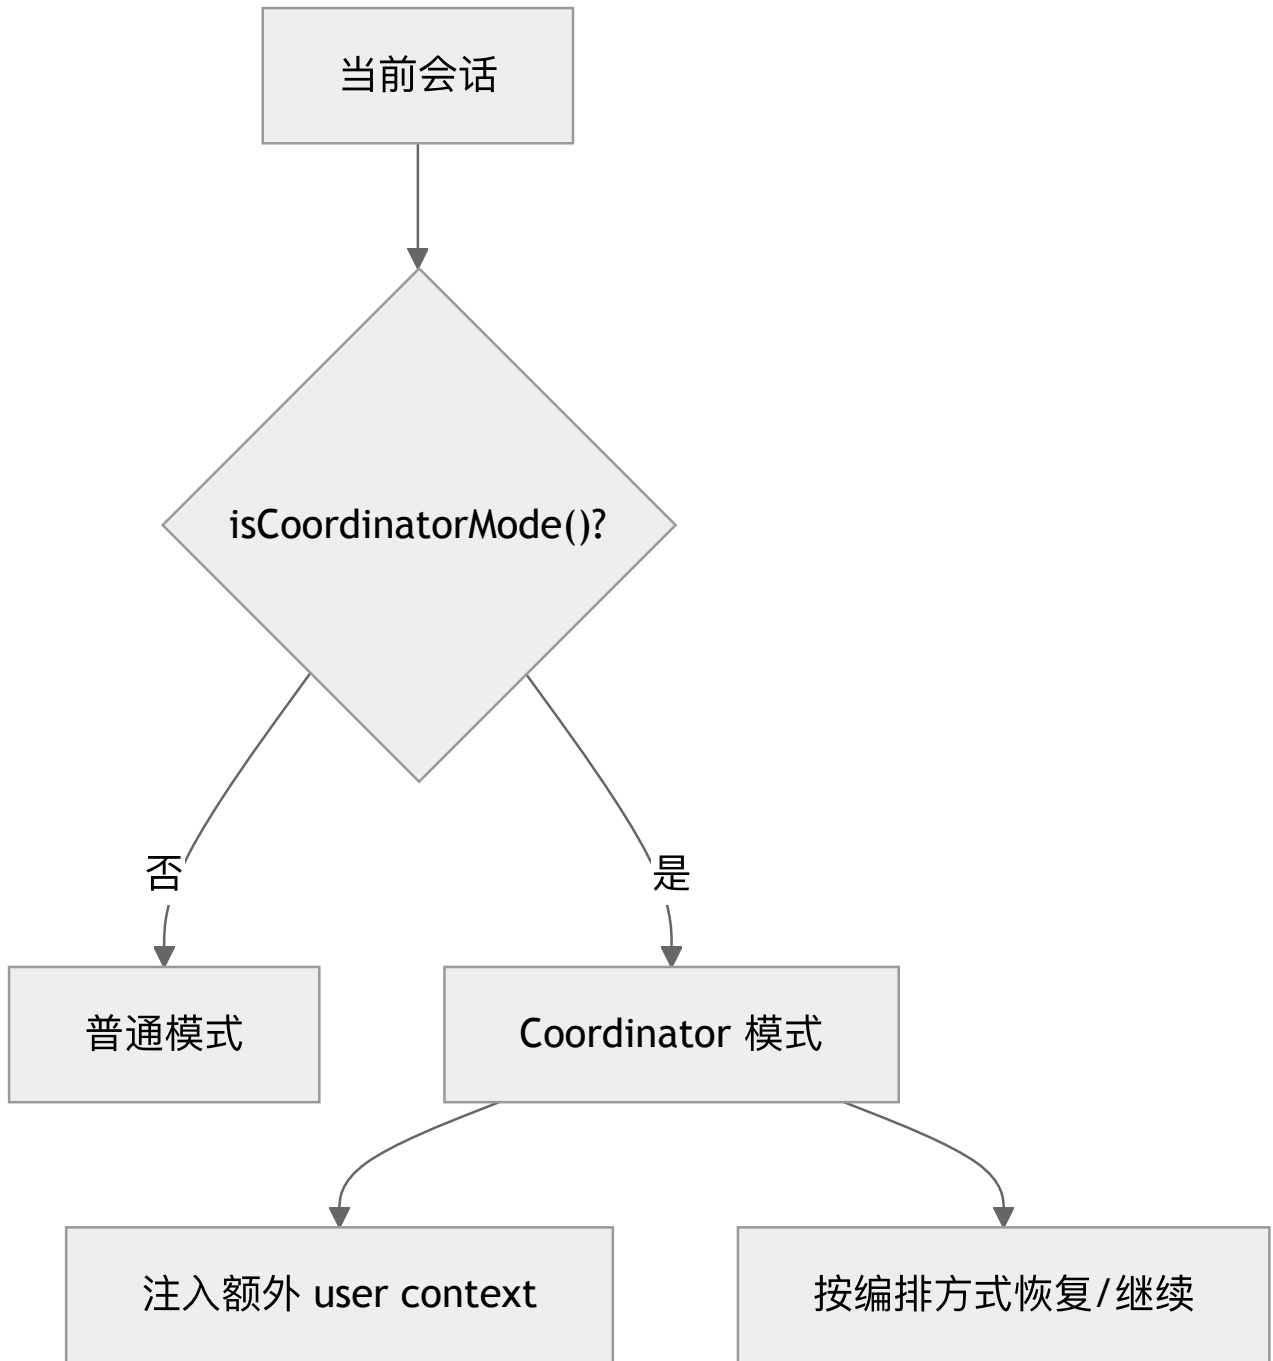 当前会话
isCoordinatorMode()?
否
是
普通模式
Coordinator 模式
注入额外 user context
按编排方式恢复/继续